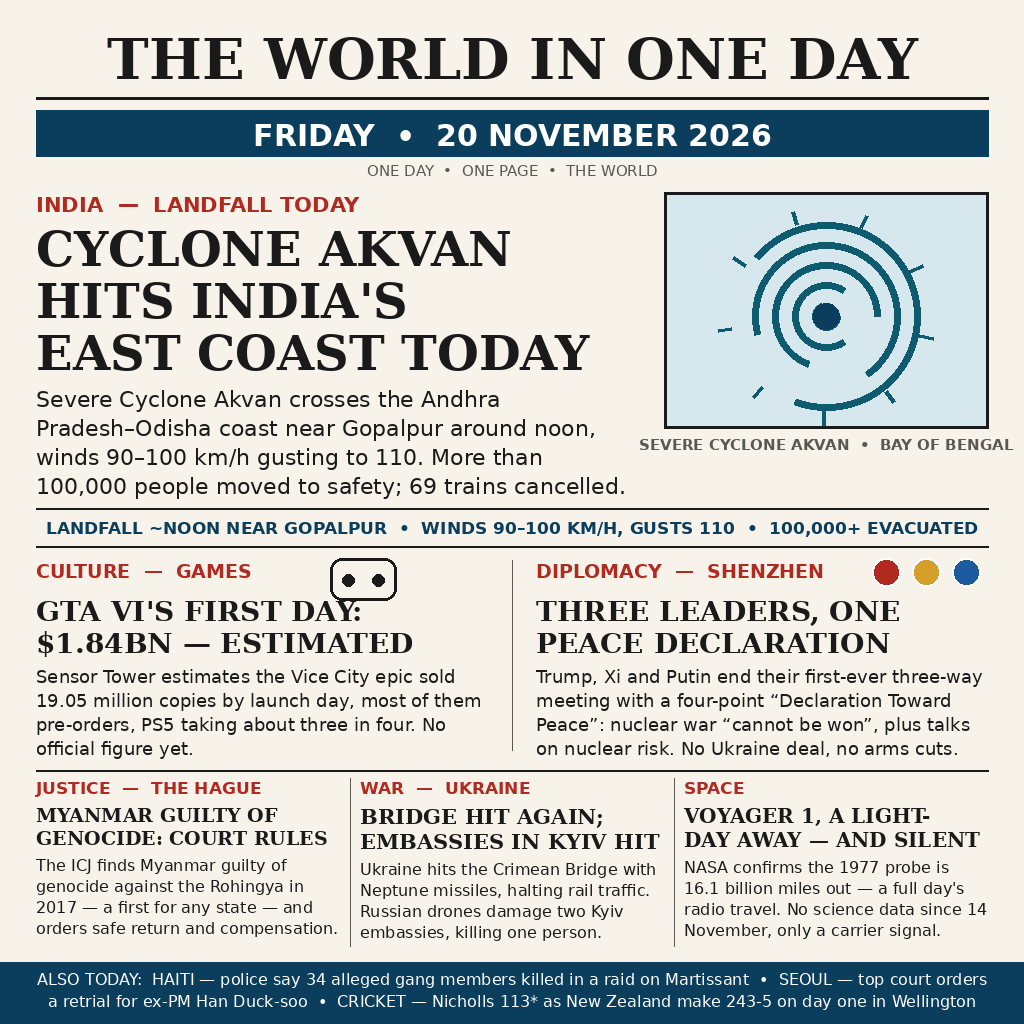 THE WORLD IN ONE DAY
FRIDAY • 20 NOVEMBER 2026
ONE DAY • ONE PAGE • THE WORLD
INDIA — LANDFALL TODAY
CYCLONE AKVAN
HITS INDIA'S
EAST COAST TODAY
Severe Cyclone Akvan crosses the Andhra
Pradesh–Odisha coast near Gopalpur around noon,
winds 90–100 km/h gusting to 110. More than
100,000 people moved to safety; 69 trains cancelled.
SEVERE CYCLONE AKVAN • BAY OF BENGAL
LANDFALL ~NOON NEAR GOPALPUR • WINDS 90–100 KM/H, GUSTS 110 • 100,000+ EVACUATED
CULTURE — GAMES
GTA VI'S FIRST DAY:
$1.84BN — ESTIMATED
Sensor Tower estimates the Vice City epic sold
19.05 million copies by launch day, most of them
pre-orders, PS5 taking about three in four. No
official figure yet.
DIPLOMACY — SHENZHEN
THREE LEADERS, ONE
PEACE DECLARATION
Trump, Xi and Putin end their first-ever three-way
meeting with a four-point “Declaration Toward
Peace”: nuclear war “cannot be won”, plus talks
on nuclear risk. No Ukraine deal, no arms cuts.
JUSTICE — THE HAGUE
MYANMAR GUILTY OF
GENOCIDE: COURT RULES
The ICJ finds Myanmar guilty of
genocide against the Rohingya in
2017 — a first for any state — and
orders safe return and compensation.
WAR — UKRAINE
BRIDGE HIT AGAIN;
EMBASSIES IN KYIV HIT
Ukraine hits the Crimean Bridge with
Neptune missiles, halting rail traffic.
Russian drones damage two Kyiv
embassies, killing one person.
SPACE
VOYAGER 1, A LIGHT-
DAY AWAY — AND SILENT
NASA confirms the 1977 probe is
16.1 billion miles out — a full day's
radio travel. No science data since 14
November, only a carrier signal.
ALSO TODAY: HAITI — police say 34 alleged gang members killed in a raid on Martissant • SEOUL — top court orders
a retrial for ex-PM Han Duck-soo • CRICKET — Nicholls 113* as New Zealand make 243-5 on day one in Wellington